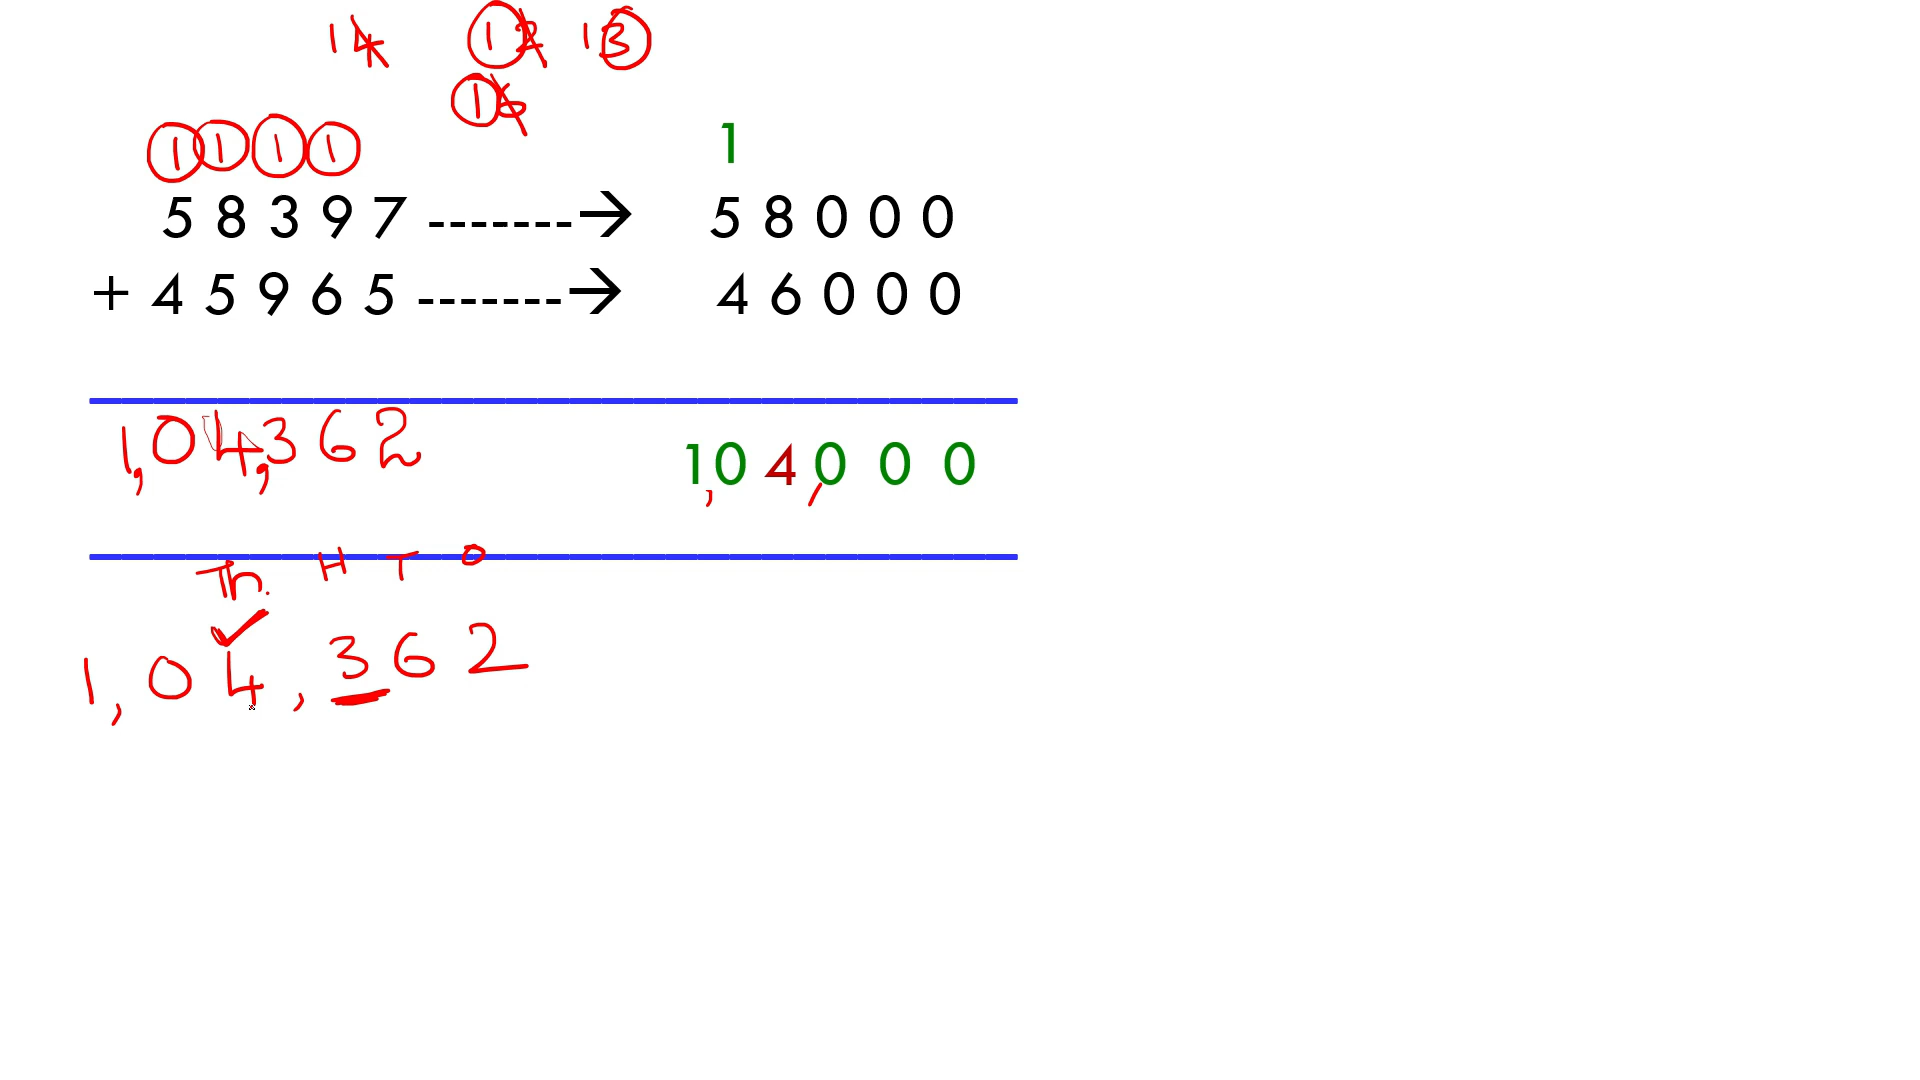 14 12 13
16
1 1 1 1 1
5 8 3 9 7 -------→ 5 8 0 0 0
+ 4 5 9 6 5 -------→ 4 6 0 0 0
1,04,362 1,04,000
Th. H T O
1,04,362